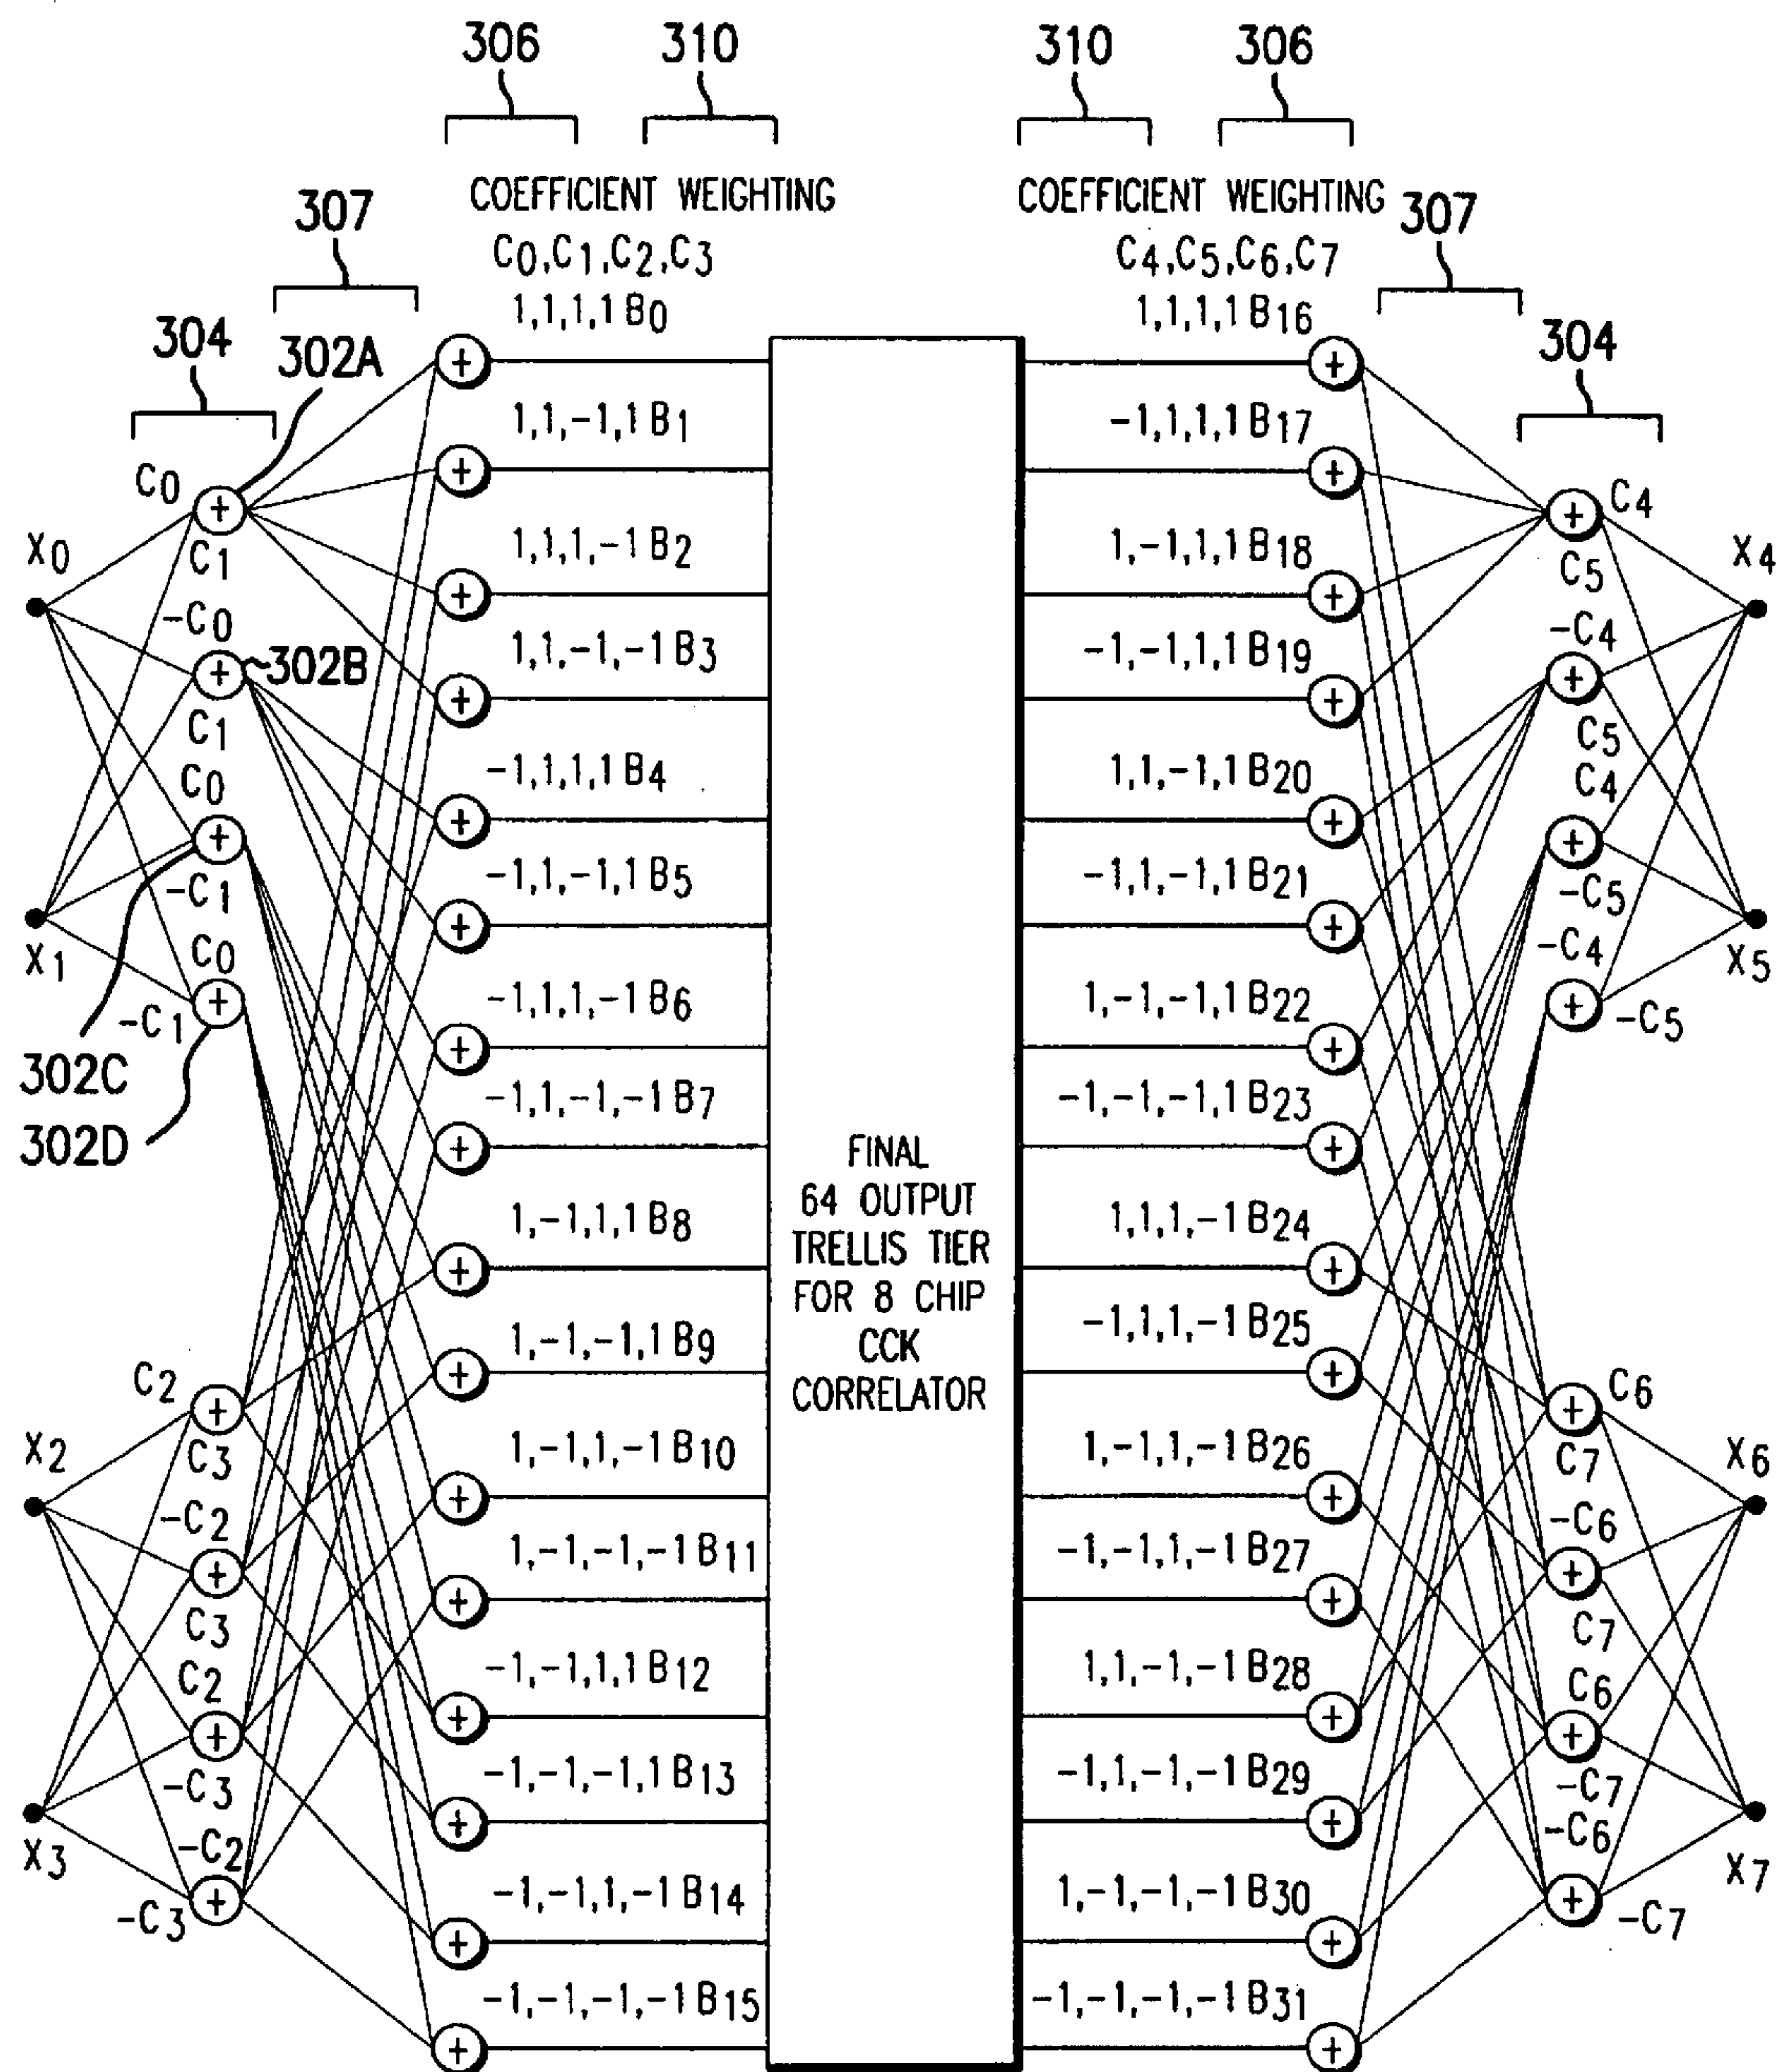 306 310 310 306
COEFFICIENT WEIGHTING COEFFICIENT WEIGHTING
307 307
C0,C1,C2,C3 C4,C5,C6,C7
1,1,1,1 B0 1,1,1,1 B16
304 302A 304
1,1,-1,1 B1 -1,1,1,1 B17
C0 C4
X0 C1 1,1,1,-1 B2 1,-1,1,1 B18 C5 X4
-C0 -C4
302B 1,1,-1,-1 B3 -1,-1,1,1 B19
C1 C5
C0 -1,1,1,1 B4 1,1,-1,1 B20 C4
-C1 -1,1,-1,1 B5 -1,1,-1,1 B21 -C5
X1 C0 -C4 X5
-C1 -1,1,1,-1 B6 1,-1,-1,1 B22 -C5
302C
-1,1,-1,-1 B7 -1,-1,-1,1 B23
302D
FINAL
64 OUTPUT
TRELLIS TIER
FOR 8 CHIP
CCK
CORRELATOR
1,-1,1,1 B8 1,1,1,-1 B24
1,-1,-1,1 B9 -1,1,1,-1 B25
C2 C6
X2 C3 1,-1,1,-1 B10 1,-1,1,-1 B26 C7 X6
-C2 -C6
1,-1,-1,-1 B11 -1,-1,1,-1 B27
C3 C7
C2 -1,-1,1,1 B12 1,1,-1,-1 B28 C6
-C3 -1,-1,-1,1 B13 -1,1,-1,-1 B29 -C7
X3 -C2 -C6 X7
-C3 -1,-1,1,-1 B14 1,-1,-1,-1 B30 -C7
-1,-1,-1,-1 B15 -1,-1,-1,-1 B31